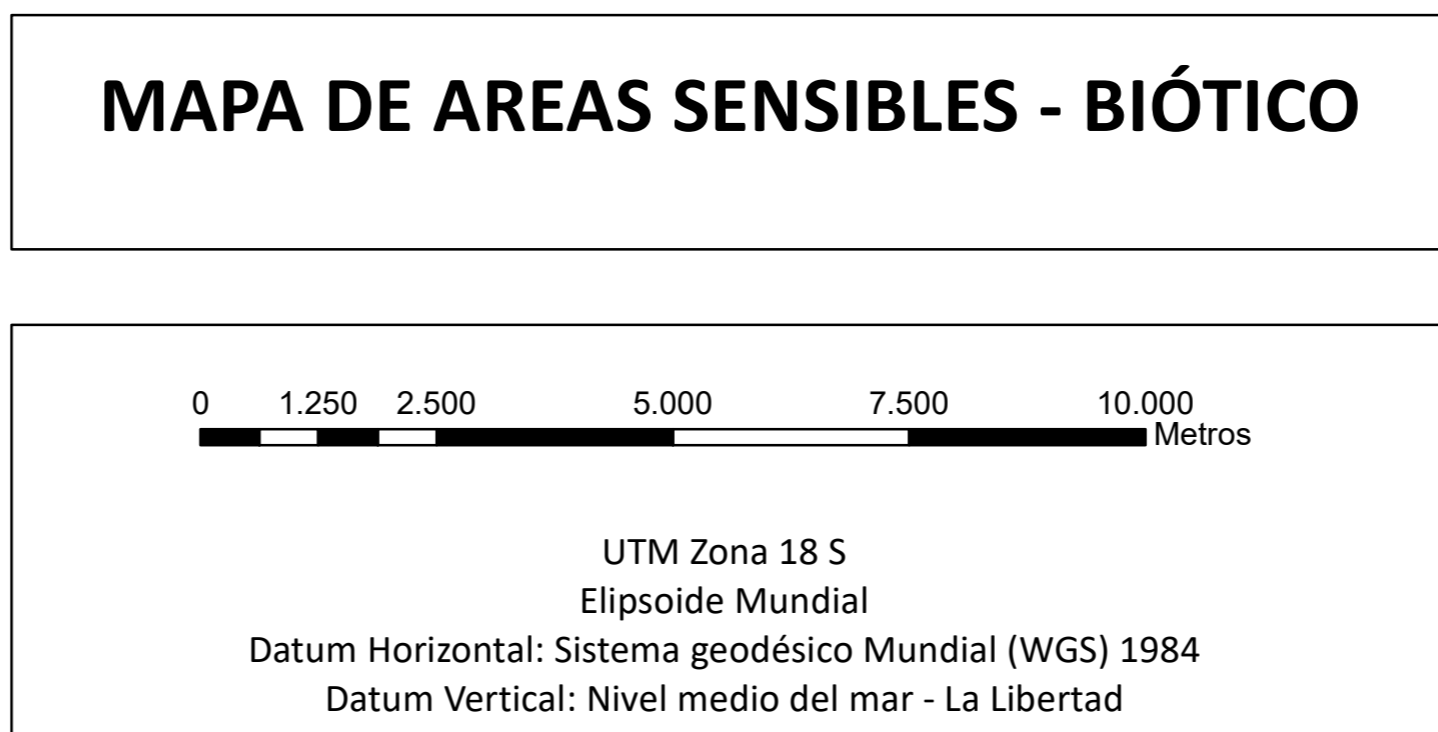 MAPA DE AREAS SENSIBLES - BIÓTICO
0 1.250 2.500 5.000 7.500 10.000
Metros
UTM Zona 18 S
Elipsoide Mundial
Datum Horizontal: Sistema geodésico Mundial (WGS) 1984
Datum Vertical: Nivel medio del mar - La Libertad